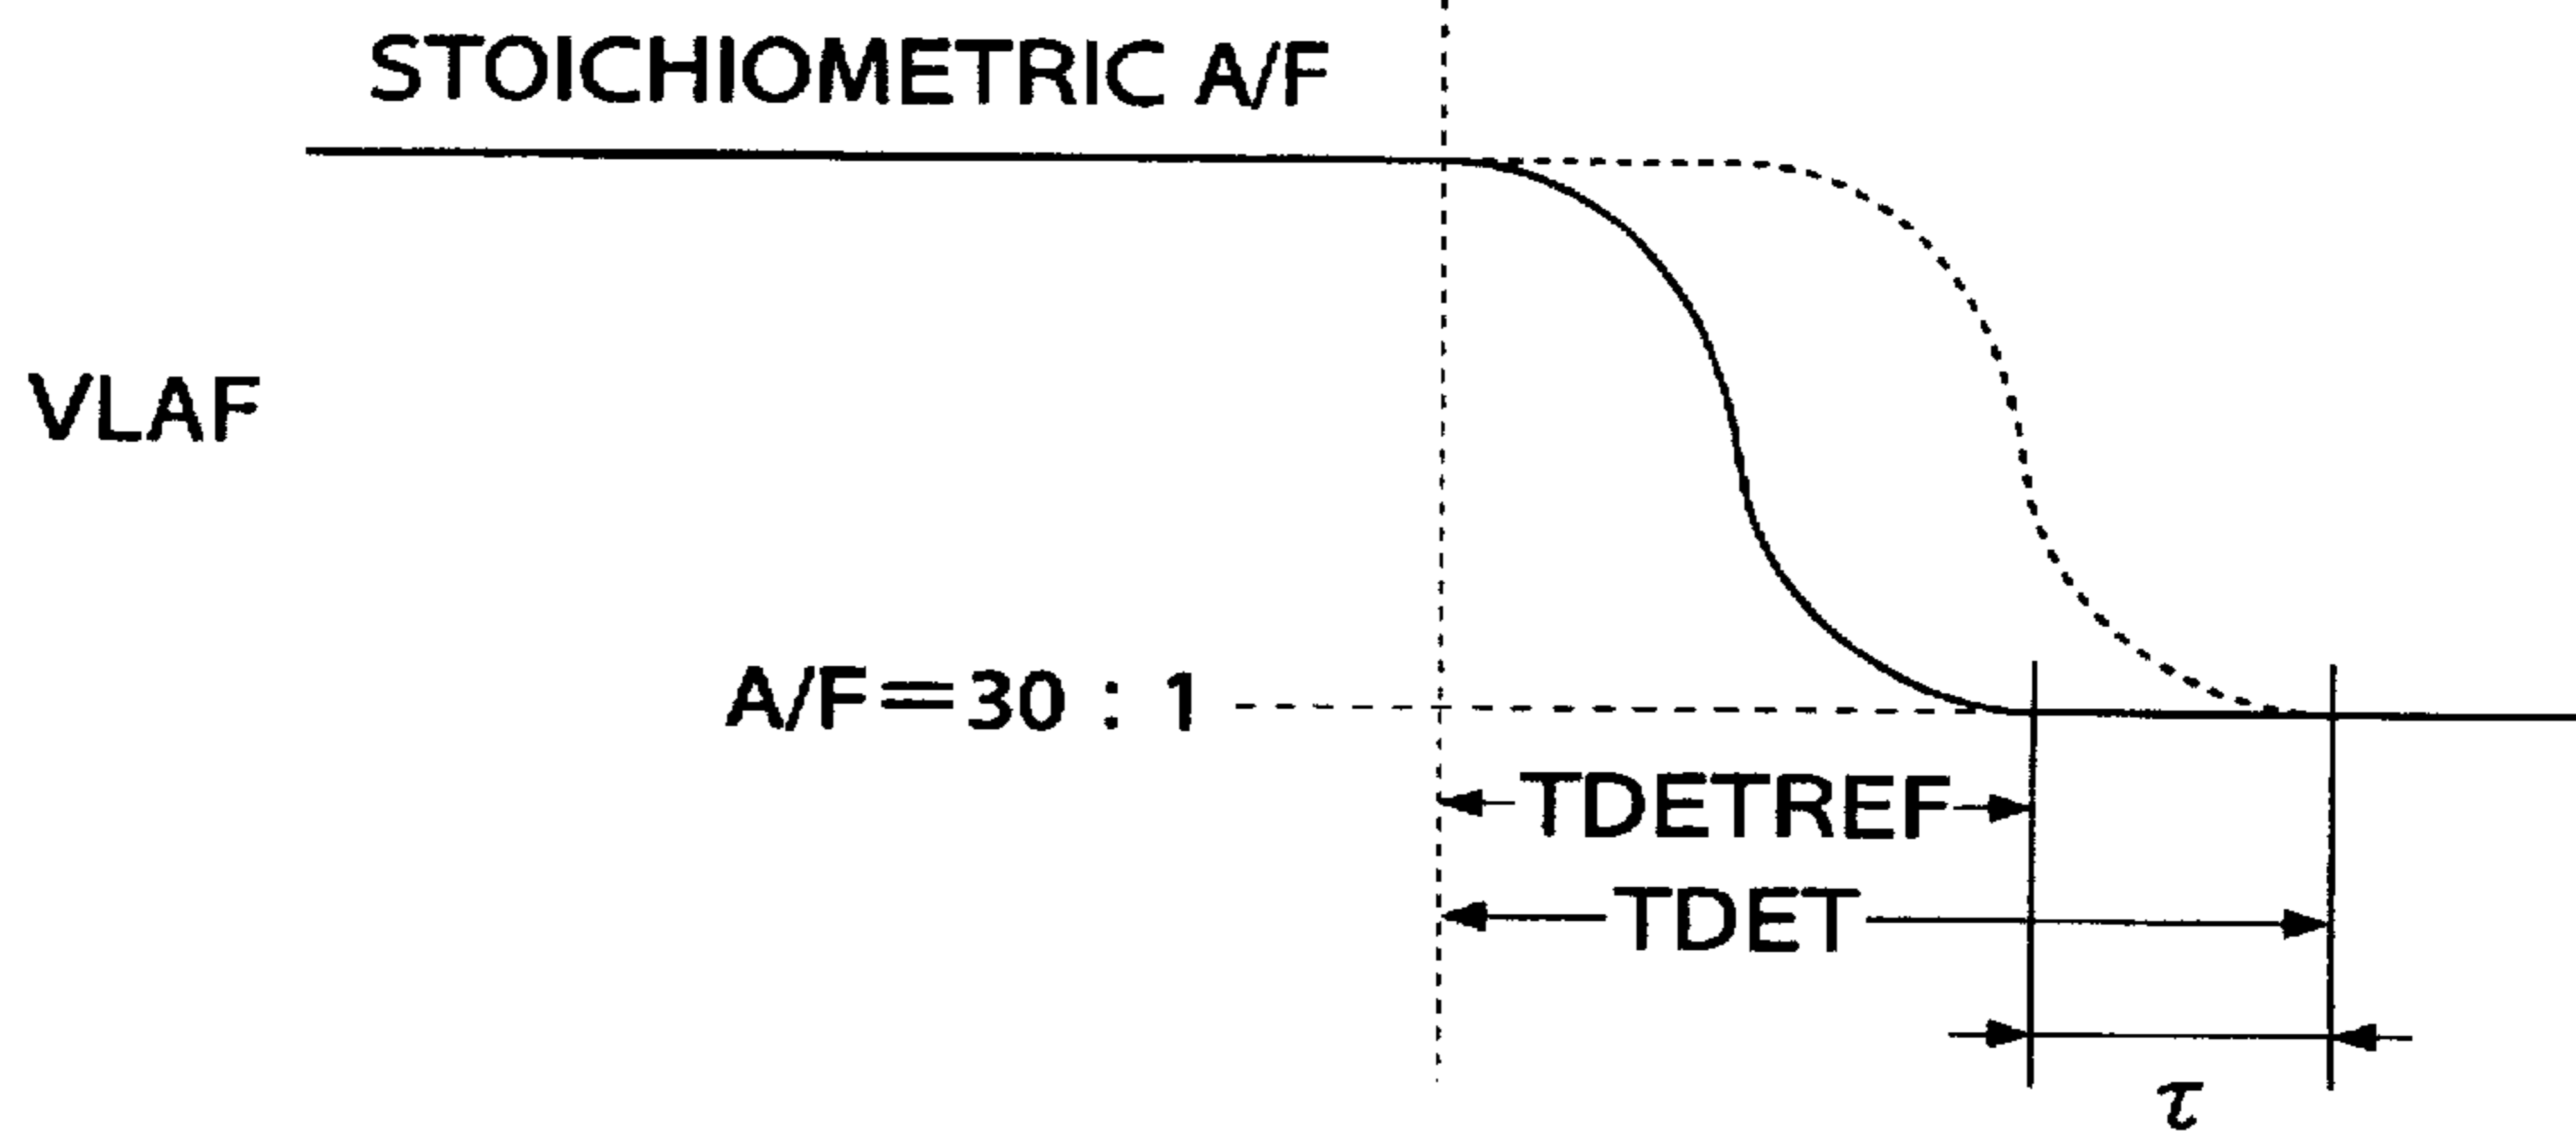 STOICHIOMETRIC A/F
VLAF
A/F=30 : 1
TDETREF
TDET
τ